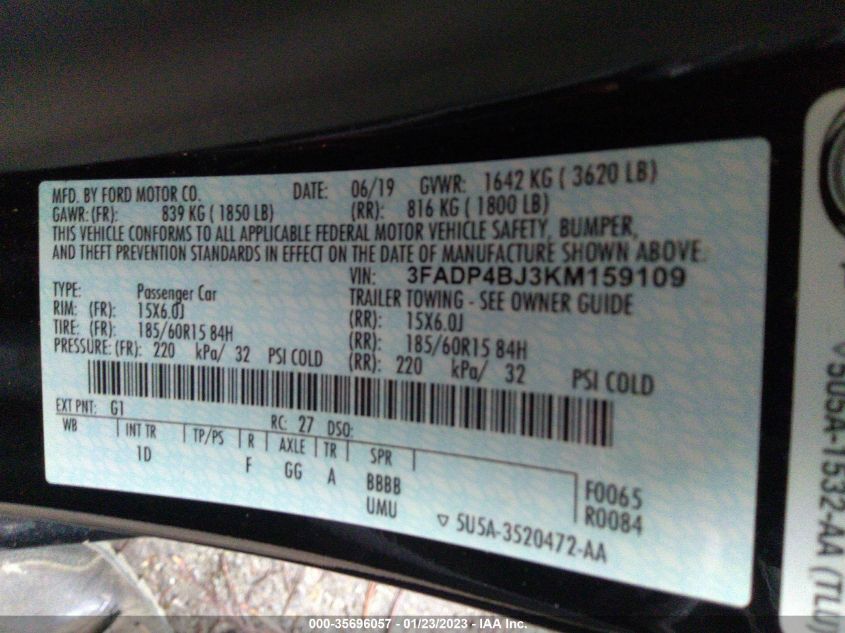 MFD. BY FORD MOTOR CO. DATE: 06/19 GVWR: 1642 KG ( 3620 LB)
GAWR: (FR): 839 KG ( 1850 LB) (RR): 816 KG ( 1800 LB)
THIS VEHICLE CONFORMS TO ALL APPLICABLE FEDERAL MOTOR VEHICLE SAFETY, BUMPER,
AND THEFT PREVENTION STANDARDS IN EFFECT ON THE DATE OF MANUFACTURE SHOWN ABOVE.
VIN: 3FADP4BJ3KM159109
TYPE: Passenger Car TRAILER TOWING - SEE OWNER GUIDE
RIM: (FR): 15X6.0J (RR): 15X6.0J
TIRE: (FR): 185/60R15 84H (RR): 185/60R15 84H
PRESSURE: (FR): 220 kPa/ 32 PSI COLD (RR): 220 kPa/ 32 PSI COLD
EXT PNT: G1 RC: 27 DSO:
WB INT TR TP/PS R AXLE TR SPR
1D F GG A BBBB
UMU
F0065
R0084
▽ 5U5A-3520472-AA
▽5U5A-1532-AA (TLU)
000-35696057 - 01/23/2023 - IAA Inc.